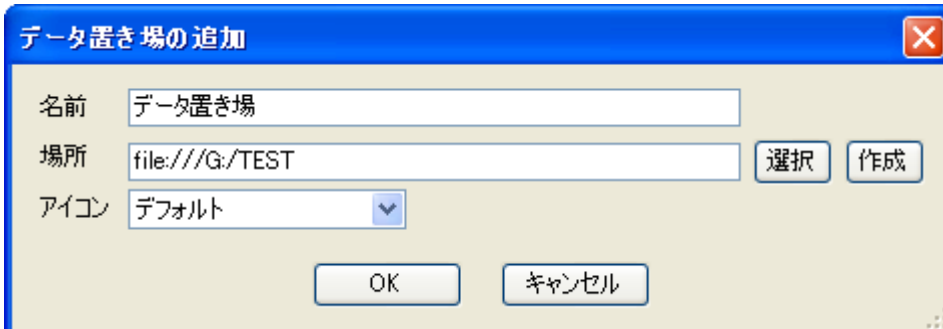 データ置き場の追加
名前 データ置き場
場所 file:///G:/TEST 選択 作成
アイコン デフォルト
OK キャンセル